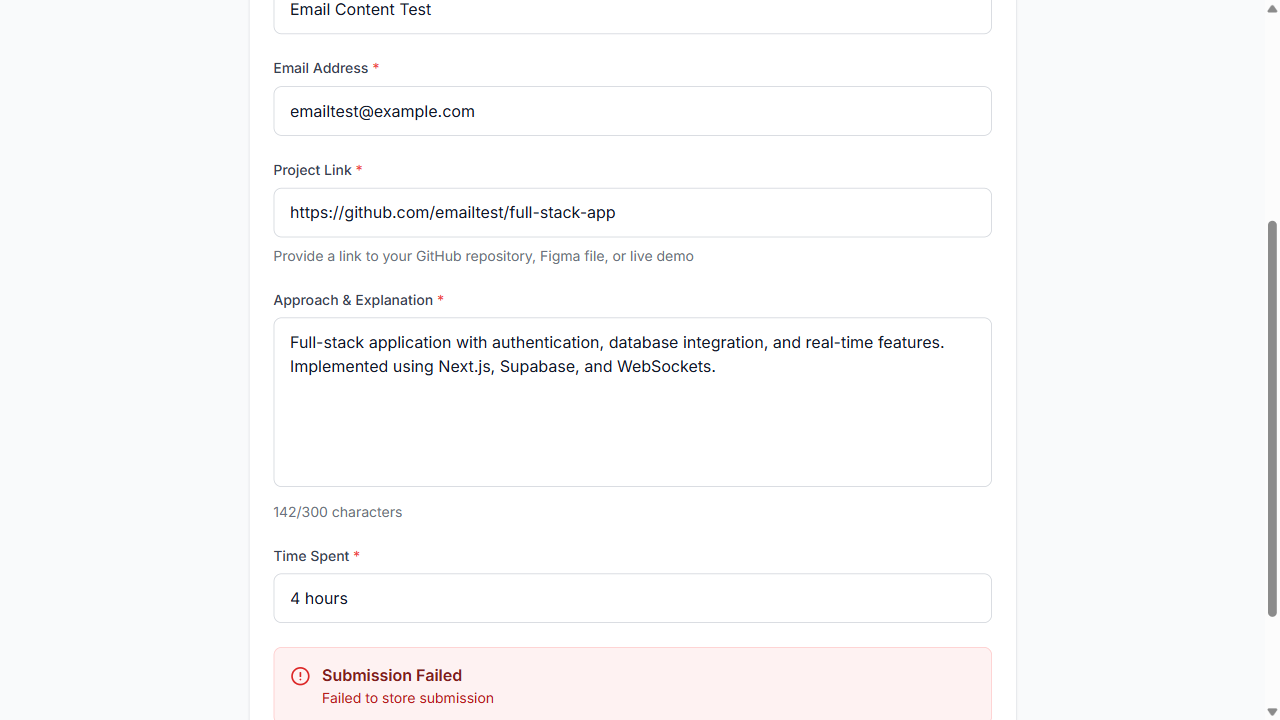 Email Content Test
Email Address *
emailtest@example.com
Project Link *
https://github.com/emailtest/full-stack-app
Provide a link to your GitHub repository, Figma file, or live demo
Approach & Explanation *
Full-stack application with authentication, database integration, and real-time features.
Implemented using Next.js, Supabase, and WebSockets.
142/300 characters
Time Spent *
4 hours
Submission Failed
Failed to store submission